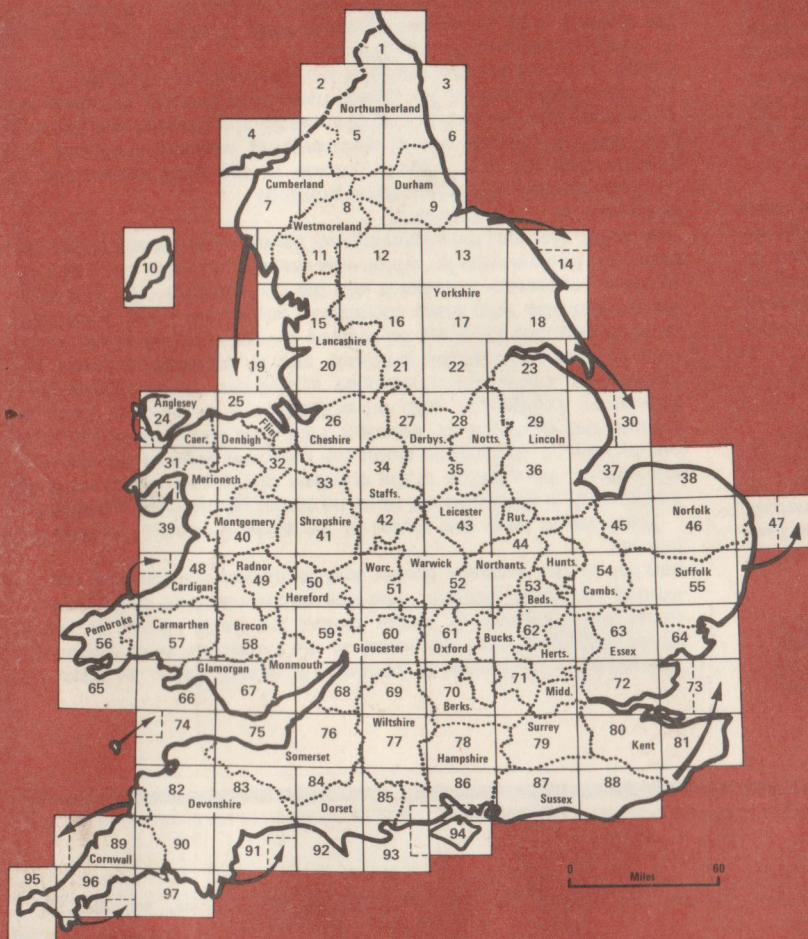 1
2 3
Northumberland
4 5 6
Cumberland Durham
7 8 9
Westmoreland
10 11 12 13 14
Yorkshire
15 16 17 18
Lancashire
19 20 21 22 23
Anglesey 25
24 26 27 28 29 30
Caer. Denbigh Flint Cheshire Derbys. Notts. Lincoln
31 32 33 34 35 36 37 38
Merioneth Staffs.
Montgomery Shropshire Leicester Rut. Norfolk
39 40 41 42 43 45 46 47
44
Radnor Worc. Warwick Northants. Hunts. Suffolk
48 49 50 51 52 53 54 55
Cardigan Hereford Beds. Cambs.
Pembroke Carmarthen Brecon
56 57 58 59 60 61 62 63 64
Gloucester Oxford Bucks. Herts. Essex
Glamorgan Monmouth
65 66 67 68 69 70 71 72 73
Berks. Midd.
Wiltshire Surrey
74 75 76 77 78 79 80 81
Somerset Hampshire Kent
82 83 84 85 86 87 88
Devonshire Dorset Sussex
89 90 91 92 93 94
Cornwall
95 96 97
0 60
Miles